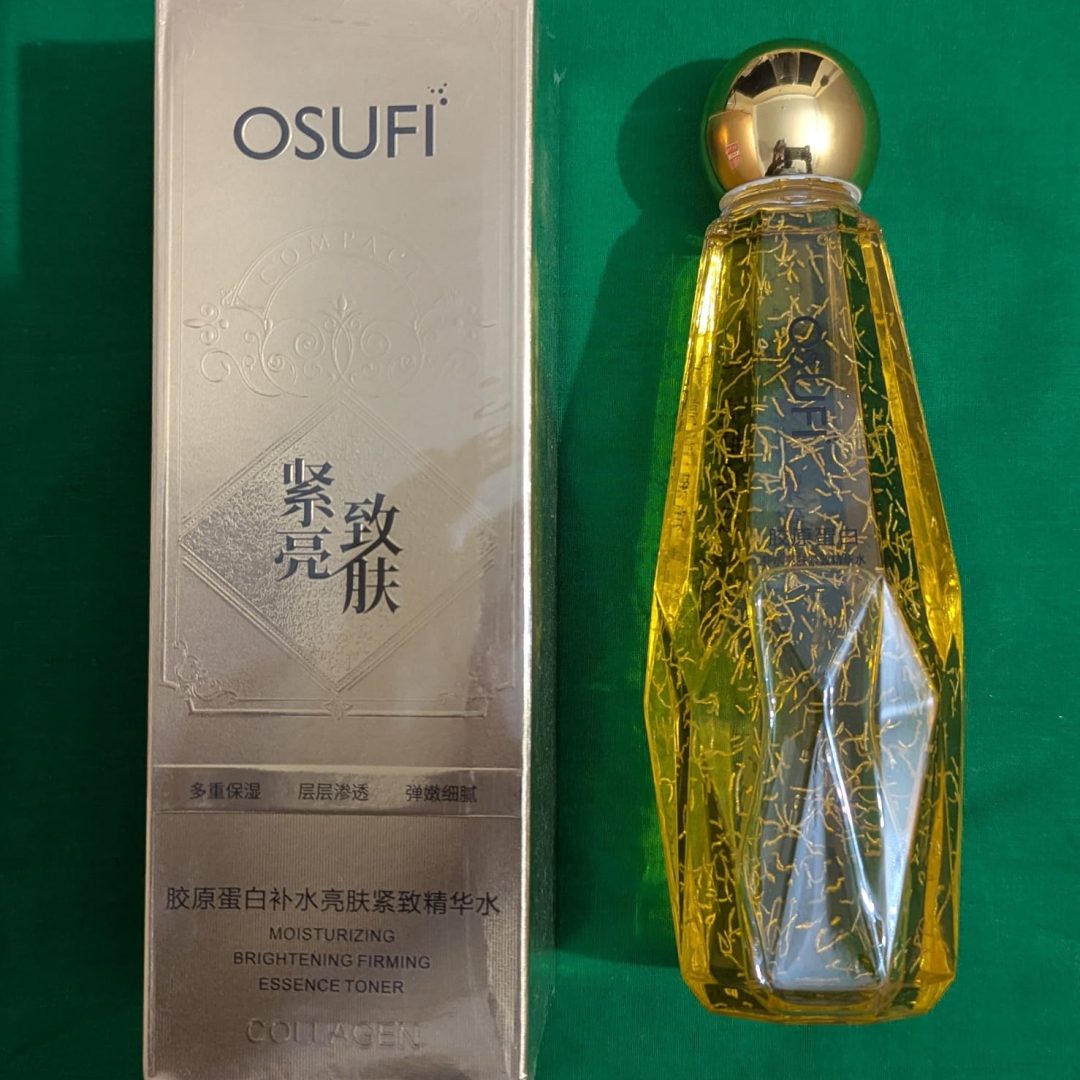 OSUFI
COMPACT
紧致
亮肤
多重保湿 层层渗透 弹嫩细腻
胶原蛋白补水亮肤紧致精华水
MOISTURIZING
BRIGHTENING FIRMING
ESSENCE TONER
COLLAGEN
OSUFI
胶原蛋白